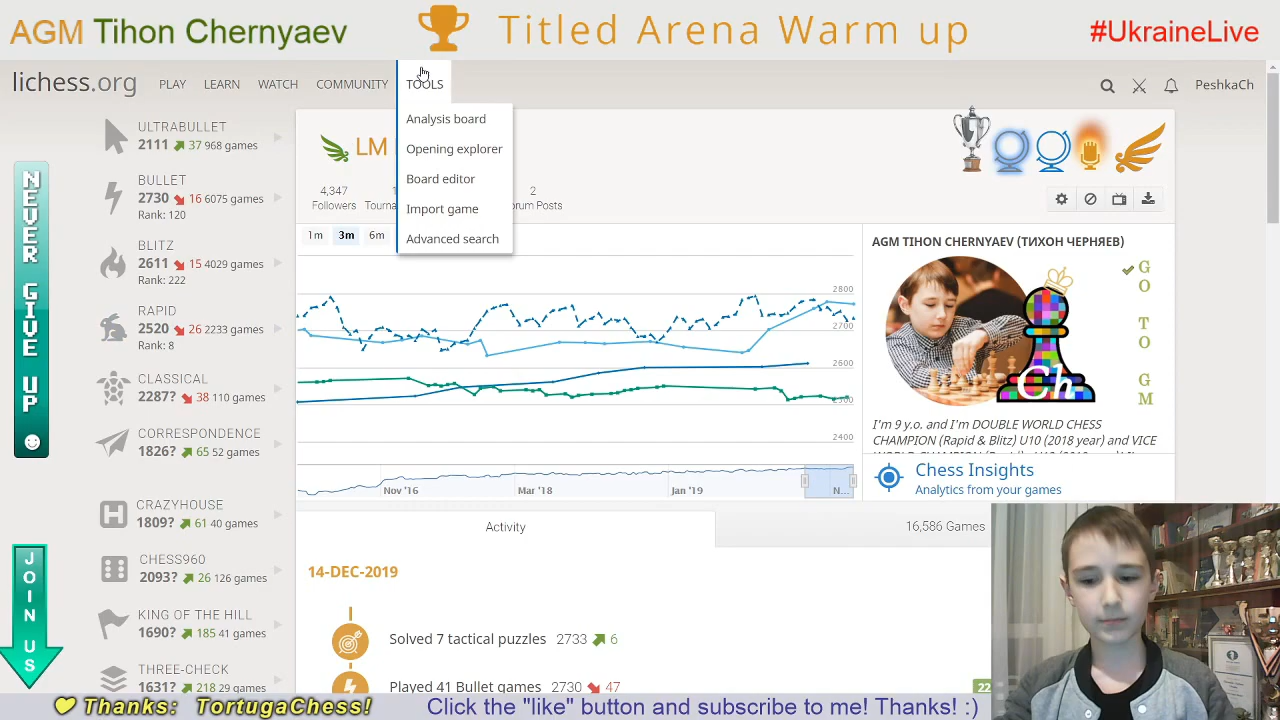 AGM Tihon Chernyaev
Titled Arena Warm up
#UkraineLive
lichess.org
PLAY
LEARN
WATCH
COMMUNITY
TOOLS
PeshkaCh
Analysis board
Opening explorer
Board editor
Import game
Advanced search
NEVER GIVE UP
JOIN US
ULTRABULLET
2111 37 968 games
BULLET
2730 16 6075 games
Rank: 120
BLITZ
2611 15 4029 games
Rank: 222
RAPID
2520 26 2233 games
Rank: 8
CLASSICAL
2287? 38 110 games
CORRESPONDENCE
1826? 65 52 games
CRAZYHOUSE
1809? 61 40 games
CHESS960
2093? 26 126 games
KING OF THE HILL
1690? 185 41 games
THREE-CHECK
1631? 218 29 games
LM
4,347
Followers
2
1m 3m 6m
2800
2700
2600
2500
2400
Nov '16
Mar '18
Jan '19
N...
AGM TIHON CHERNYAEV (ТИХОН ЧЕРНЯЕВ)
Ch
GO TO GM
I'm 9 y.o. and I'm DOUBLE WORLD CHESS
CHAMPION (Rapid & Blitz) U10 (2018 year) and VICE
Chess Insights
Analytics from your games
Activity
16,586 Games
14-DEC-2019
Solved 7 tactical puzzles 2733 6
Played 41 Bullet games 2730 47
22
Thanks: TortugaChess!
Click the "like" button and subscribe to me! Thanks! :)